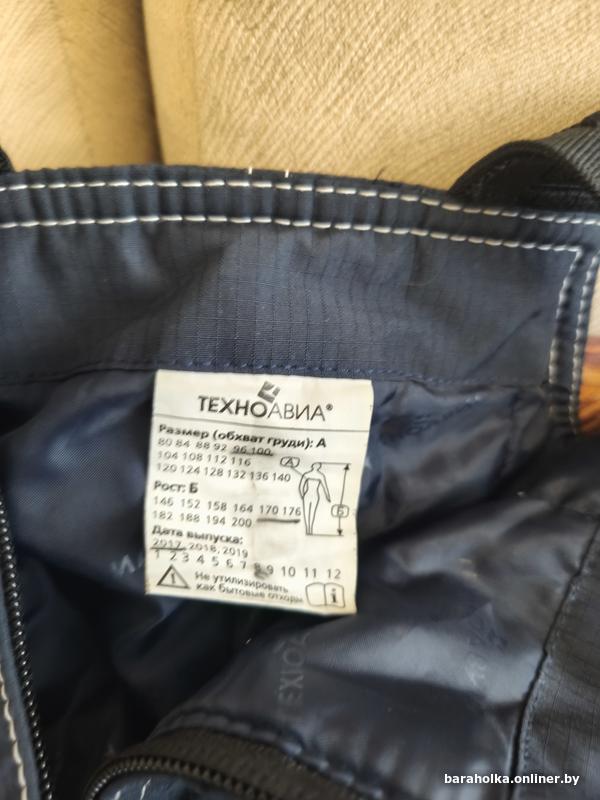 ТЕХНОАВИА®
Размер (обхват груди): А
80 84 88 92 96 100
104 108 112 116
120 124 128 132 136 140
А
Рост: Б
146 152 158 164 170 176
182 188 194 200
Б
Дата выпуска:
2017, 2018, 2019
1 2 3 4 5 6 7 8 9 10 11 12
Не утилизировать
как бытовые отходы
i
baraholka.onliner.by